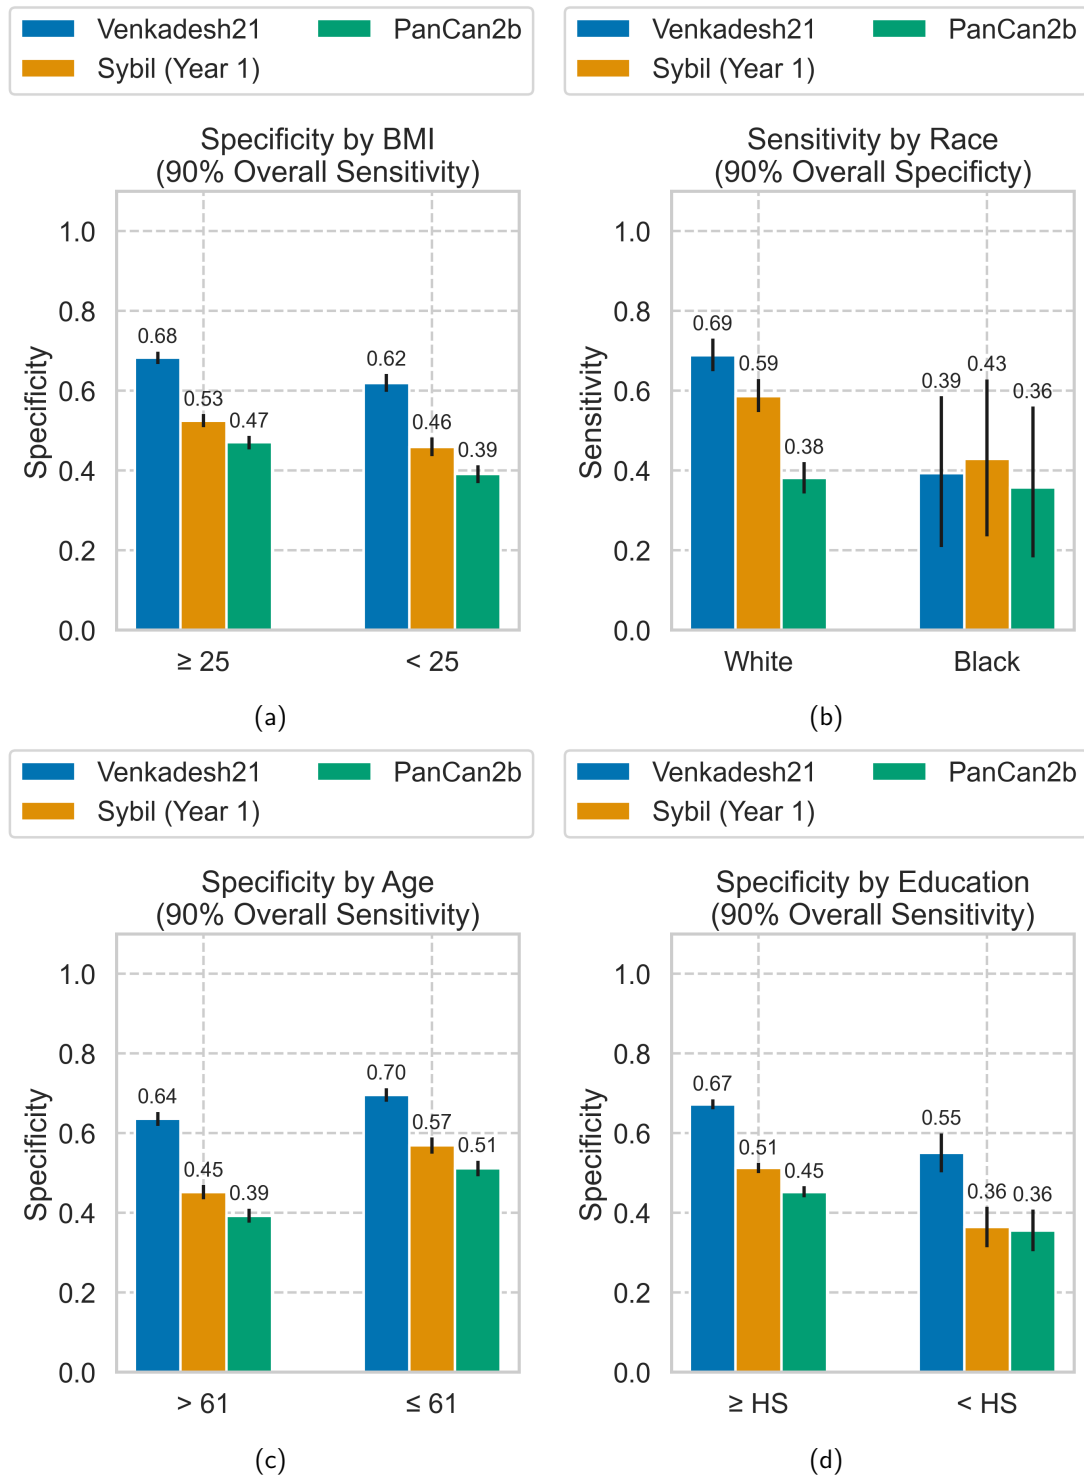 Venkadesh21 PanCan2b
Sybil (Year 1)
Specificity by BMI
(90% Overall Sensitivity)
1.0
0.8
0.6
0.4
0.2
0.0
Specificity
0.68
0.53
0.47
0.62
0.46
0.39
≥ 25 < 25
(a)
Venkadesh21 PanCan2b
Sybil (Year 1)
Sensitivity by Race
(90% Overall Specificty)
1.0
0.8
0.6
0.4
0.2
0.0
Sensitivity
0.69
0.59
0.38
0.39
0.43
0.36
White Black
(b)
Venkadesh21 PanCan2b
Sybil (Year 1)
Specificity by Age
(90% Overall Sensitivity)
1.0
0.8
0.6
0.4
0.2
0.0
Specificity
0.64
0.45
0.39
0.70
0.57
0.51
> 61 ≤ 61
(c)
Venkadesh21 PanCan2b
Sybil (Year 1)
Specificity by Education
(90% Overall Sensitivity)
1.0
0.8
0.6
0.4
0.2
0.0
Specificity
0.67
0.51
0.45
0.55
0.36
0.36
≥ HS < HS
(d)